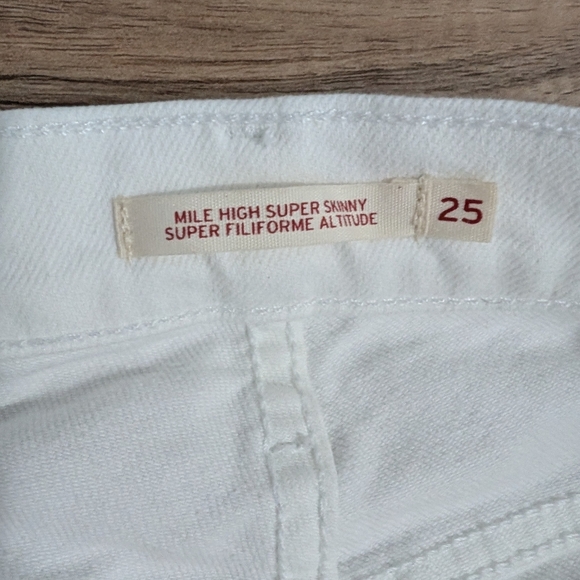 MILE HIGH SUPER SKINNY
SUPER FILIFORME ALTITUDE
25